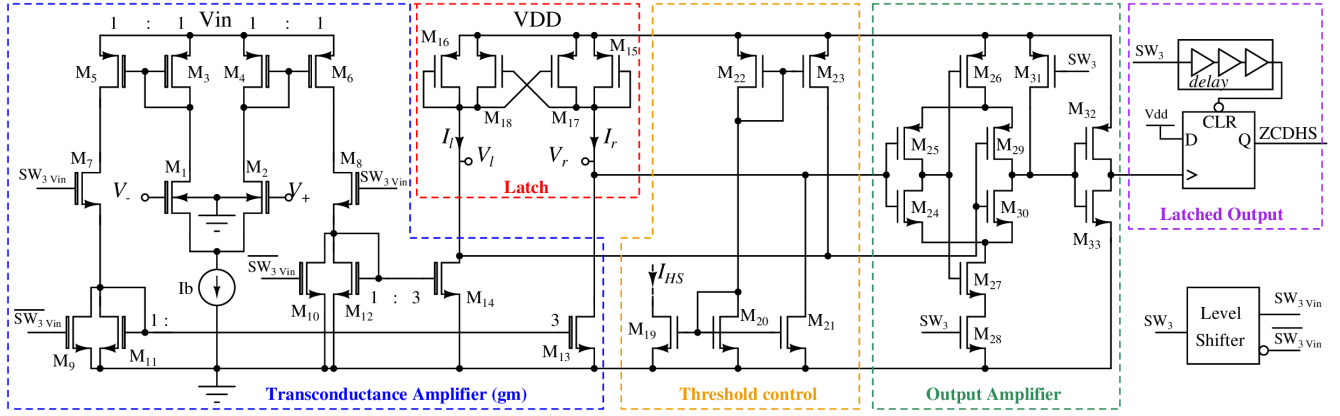 1 : 1 Vin 1 : 1
VDD
M5 M3 M4 M6
M16 M15
M18 M17
M22 M23
M26 M31 SW3
SW3 delay
M32
Vdd CLR
D Q ZCDHS
>
M7 M1 M2 M8
SW3 Vin V- V+ SW3 Vin
Il Vl Vr Ir
Latch
M25 M29
M24 M30
M33
Latched Output
SW3 Vin
M10 M12
1 : 3 M14
Ib
IHS
M27
SW3 Vin 1 : 3
M9 M11 M13
M19 M20 M21
SW3 M28
SW3 Level Shifter SW3 Vin
SW3 Vin
Transconductance Amplifier (gm)
Threshold control
Output Amplifier